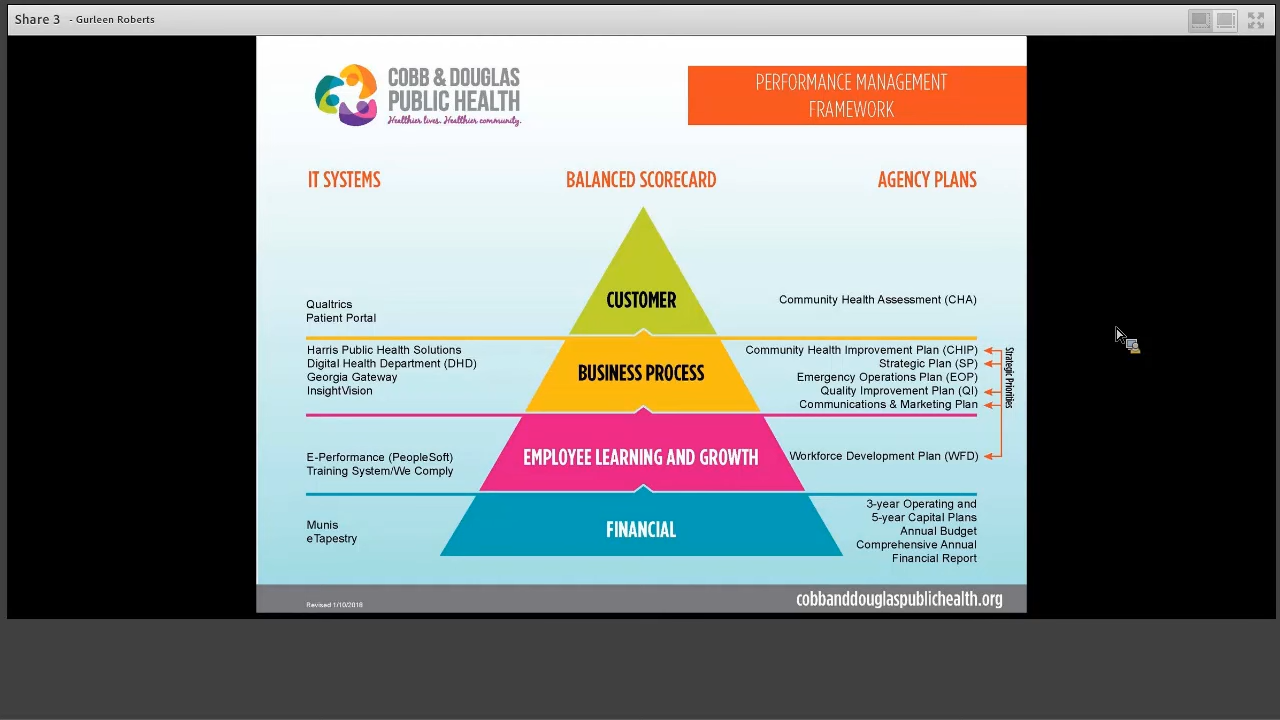 Share 3 - Gurleen Roberts
COBB & DOUGLAS
PUBLIC HEALTH
Healthier lives. Healthier community.
PERFORMANCE MANAGEMENT
FRAMEWORK
IT SYSTEMS
BALANCED SCORECARD
AGENCY PLANS
Qualtrics
Patient Portal
CUSTOMER
Community Health Assessment (CHA)
Harris Public Health Solutions
Digital Health Department (DHD)
Georgia Gateway
InsightVision
BUSINESS PROCESS
Community Health Improvement Plan (CHIP)
Strategic Plan (SP)
Emergency Operations Plan (EOP)
Quality Improvement Plan (QI)
Communications & Marketing Plan
Strategic Priorities
E-Performance (PeopleSoft)
Training System/We Comply
EMPLOYEE LEARNING AND GROWTH
Workforce Development Plan (WFD)
Munis
eTapestry
FINANCIAL
3-year Operating and
5-year Capital Plans
Annual Budget
Comprehensive Annual
Financial Report
Revised 1/10/2018
cobbanddouglaspublichealth.org